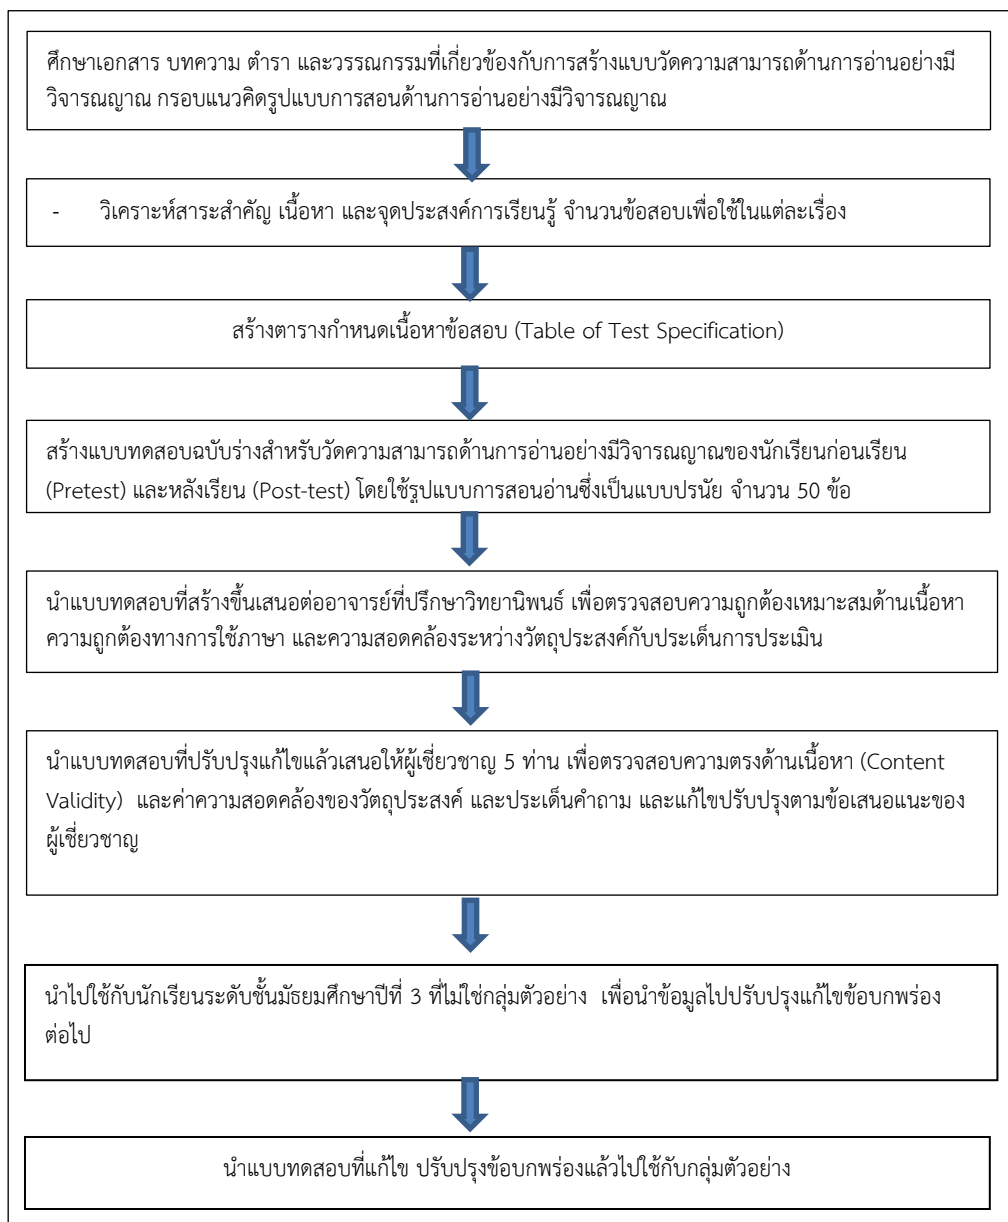 ศึกษาเอกสาร บทความ ตำรา และวรรณกรรมที่เกี่ยวข้องกับการสร้างแบบวัดความสามารถด้านการอ่านอย่างมี
วิจารณญาณ กรอบแนวคิดรูปแบบการสอนด้านการอ่านอย่างมีวิจารณญาณ
- วิเคราะห์สาระสำคัญ เนื้อหา และจุดประสงค์การเรียนรู้ จำนวนข้อสอบเพื่อใช้ในแต่ละเรื่อง
สร้างตารางกำหนดเนื้อหาข้อสอบ (Table of Test Specification)
สร้างแบบทดสอบฉบับร่างสำหรับวัดความสามารถด้านการอ่านอย่างมีวิจารณญาณของนักเรียนก่อนเรียน
(Pretest) และหลังเรียน (Post-test) โดยใช้รูปแบบการสอนอ่านซึ่งเป็นแบบปรนัย จำนวน 50 ข้อ
นำแบบทดสอบที่สร้างขึ้นเสนอต่ออาจารย์ที่ปรึกษาวิทยานิพนธ์ เพื่อตรวจสอบความถูกต้องเหมาะสมด้านเนื้อหา
ความถูกต้องทางการใช้ภาษา และความสอดคล้องระหว่างวัตถุประสงค์กับประเด็นการประเมิน
นำแบบทดสอบที่ปรับปรุงแก้ไขแล้วเสนอให้ผู้เชี่ยวชาญ 5 ท่าน เพื่อตรวจสอบความตรงด้านเนื้อหา (Content
Validity) และค่าความสอดคล้องของวัตถุประสงค์ และประเด็นคำถาม และแก้ไขปรับปรุงตามข้อเสนอแนะของ
ผู้เชี่ยวชาญ
นำไปใช้กับนักเรียนระดับชั้นมัธยมศึกษาปีที่ 3 ที่ไม่ใช่กลุ่มตัวอย่าง เพื่อนำข้อมูลไปปรับปรุงแก้ไขข้อบกพร่อง
ต่อไป
นำแบบทดสอบที่แก้ไข ปรับปรุงข้อบกพร่องแล้วไปใช้กับกลุ่มตัวอย่าง